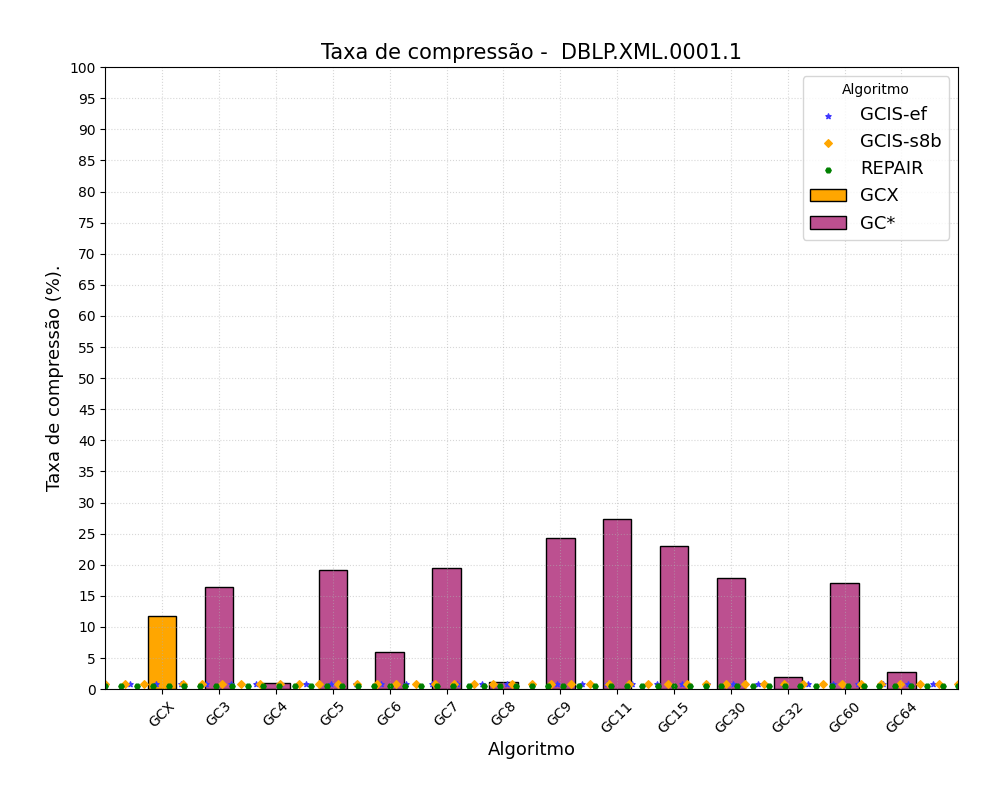 Taxa de compressão -  DBLP.XML.0001.1
Taxa de compressão (%).
100
95
90
85
80
75
70
65
60
55
50
45
40
35
30
25
20
15
10
5
0
Algoritmo
GCIS-ef
GCIS-s8b
REPAIR
GCX
GC*
GCX
GC3
GC4
GC5
GC6
GC7
GC8
GC9
GC11
GC15
GC30
GC32
GC60
GC64
Algoritmo